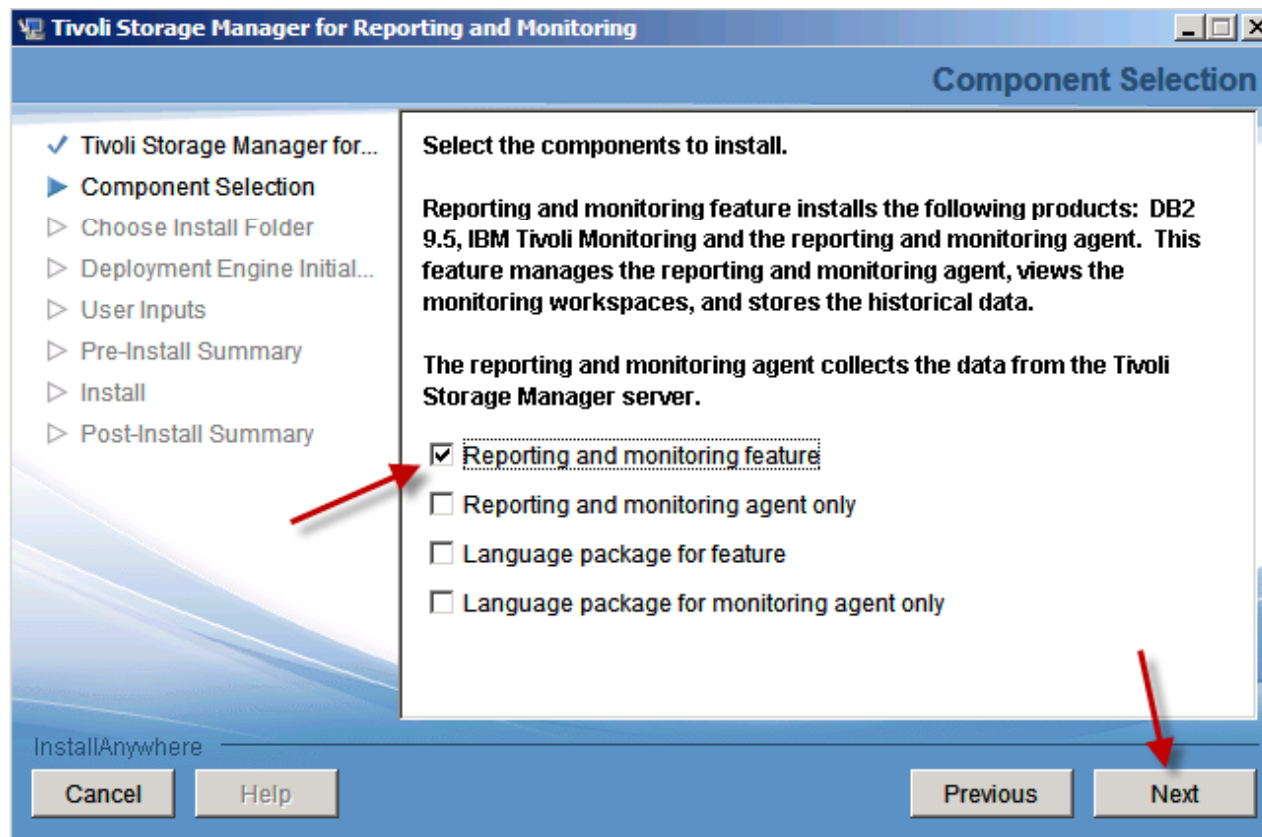 Tivoli Storage Manager for Reporting and Monitoring
Component Selection
Tivoli Storage Manager for...
Component Selection
Choose Install Folder
Deployment Engine Initial...
User Inputs
Pre-Install Summary
Install
Post-Install Summary
Select the components to install.
Reporting and monitoring feature installs the following products: DB2
9.5, IBM Tivoli Monitoring and the reporting and monitoring agent. This
feature manages the reporting and monitoring agent, views the
monitoring workspaces, and stores the historical data.
The reporting and monitoring agent collects the data from the Tivoli
Storage Manager server.
Reporting and monitoring feature
Reporting and monitoring agent only
Language package for feature
Language package for monitoring agent only
InstallAnywhere
Cancel
Help
Previous
Next